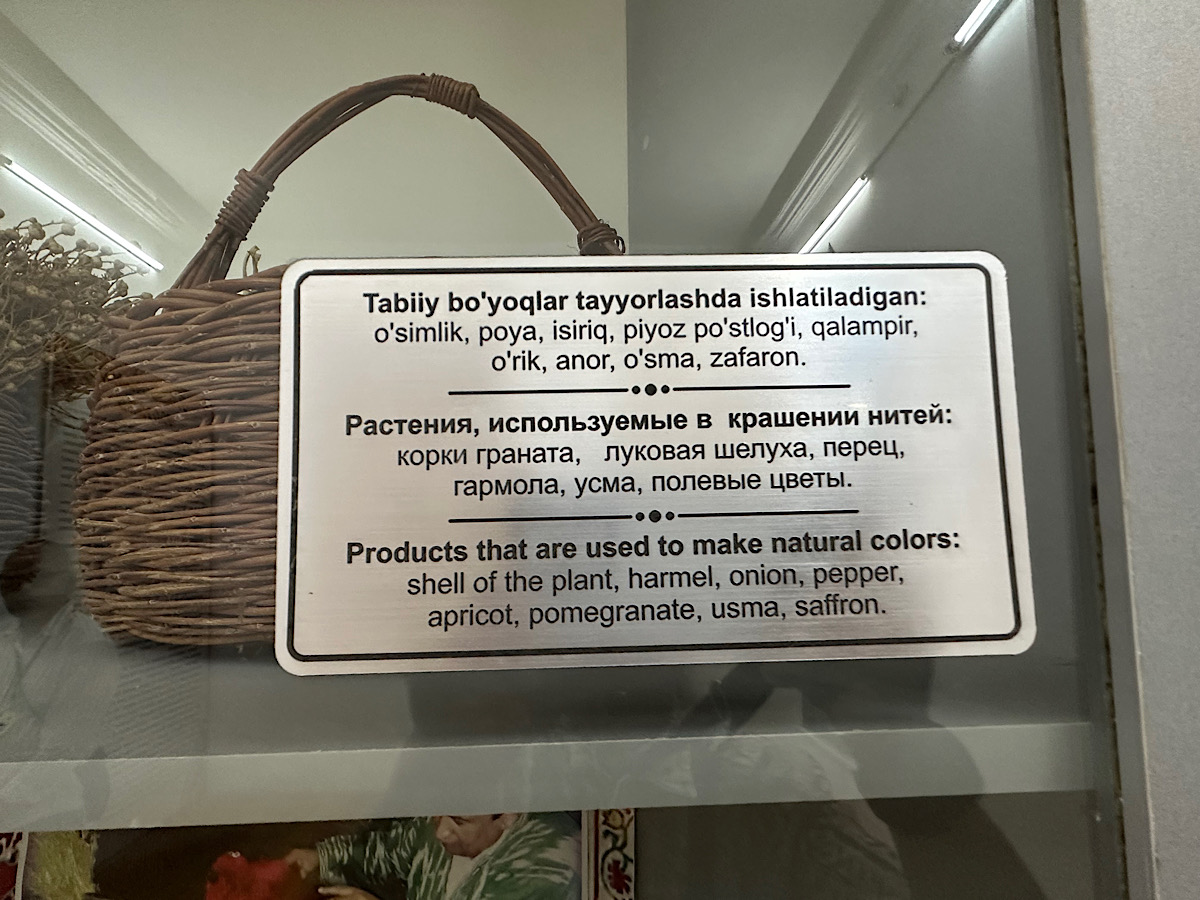 Tabiiy bo'yoqlar tayyorlashda ishlatiladigan:
o'simlik, poya, isiriq, piyoz po'stlog'i, qalampir,
o'rik, anor, o'sma, zafaron.
Растения, используемые в крашении нитей:
корки граната, луковая шелуха, перец,
гармола, усма, полевые цветы.
Products that are used to make natural colors:
shell of the plant, harmel, onion, pepper,
apricot, pomegranate, usma, saffron.